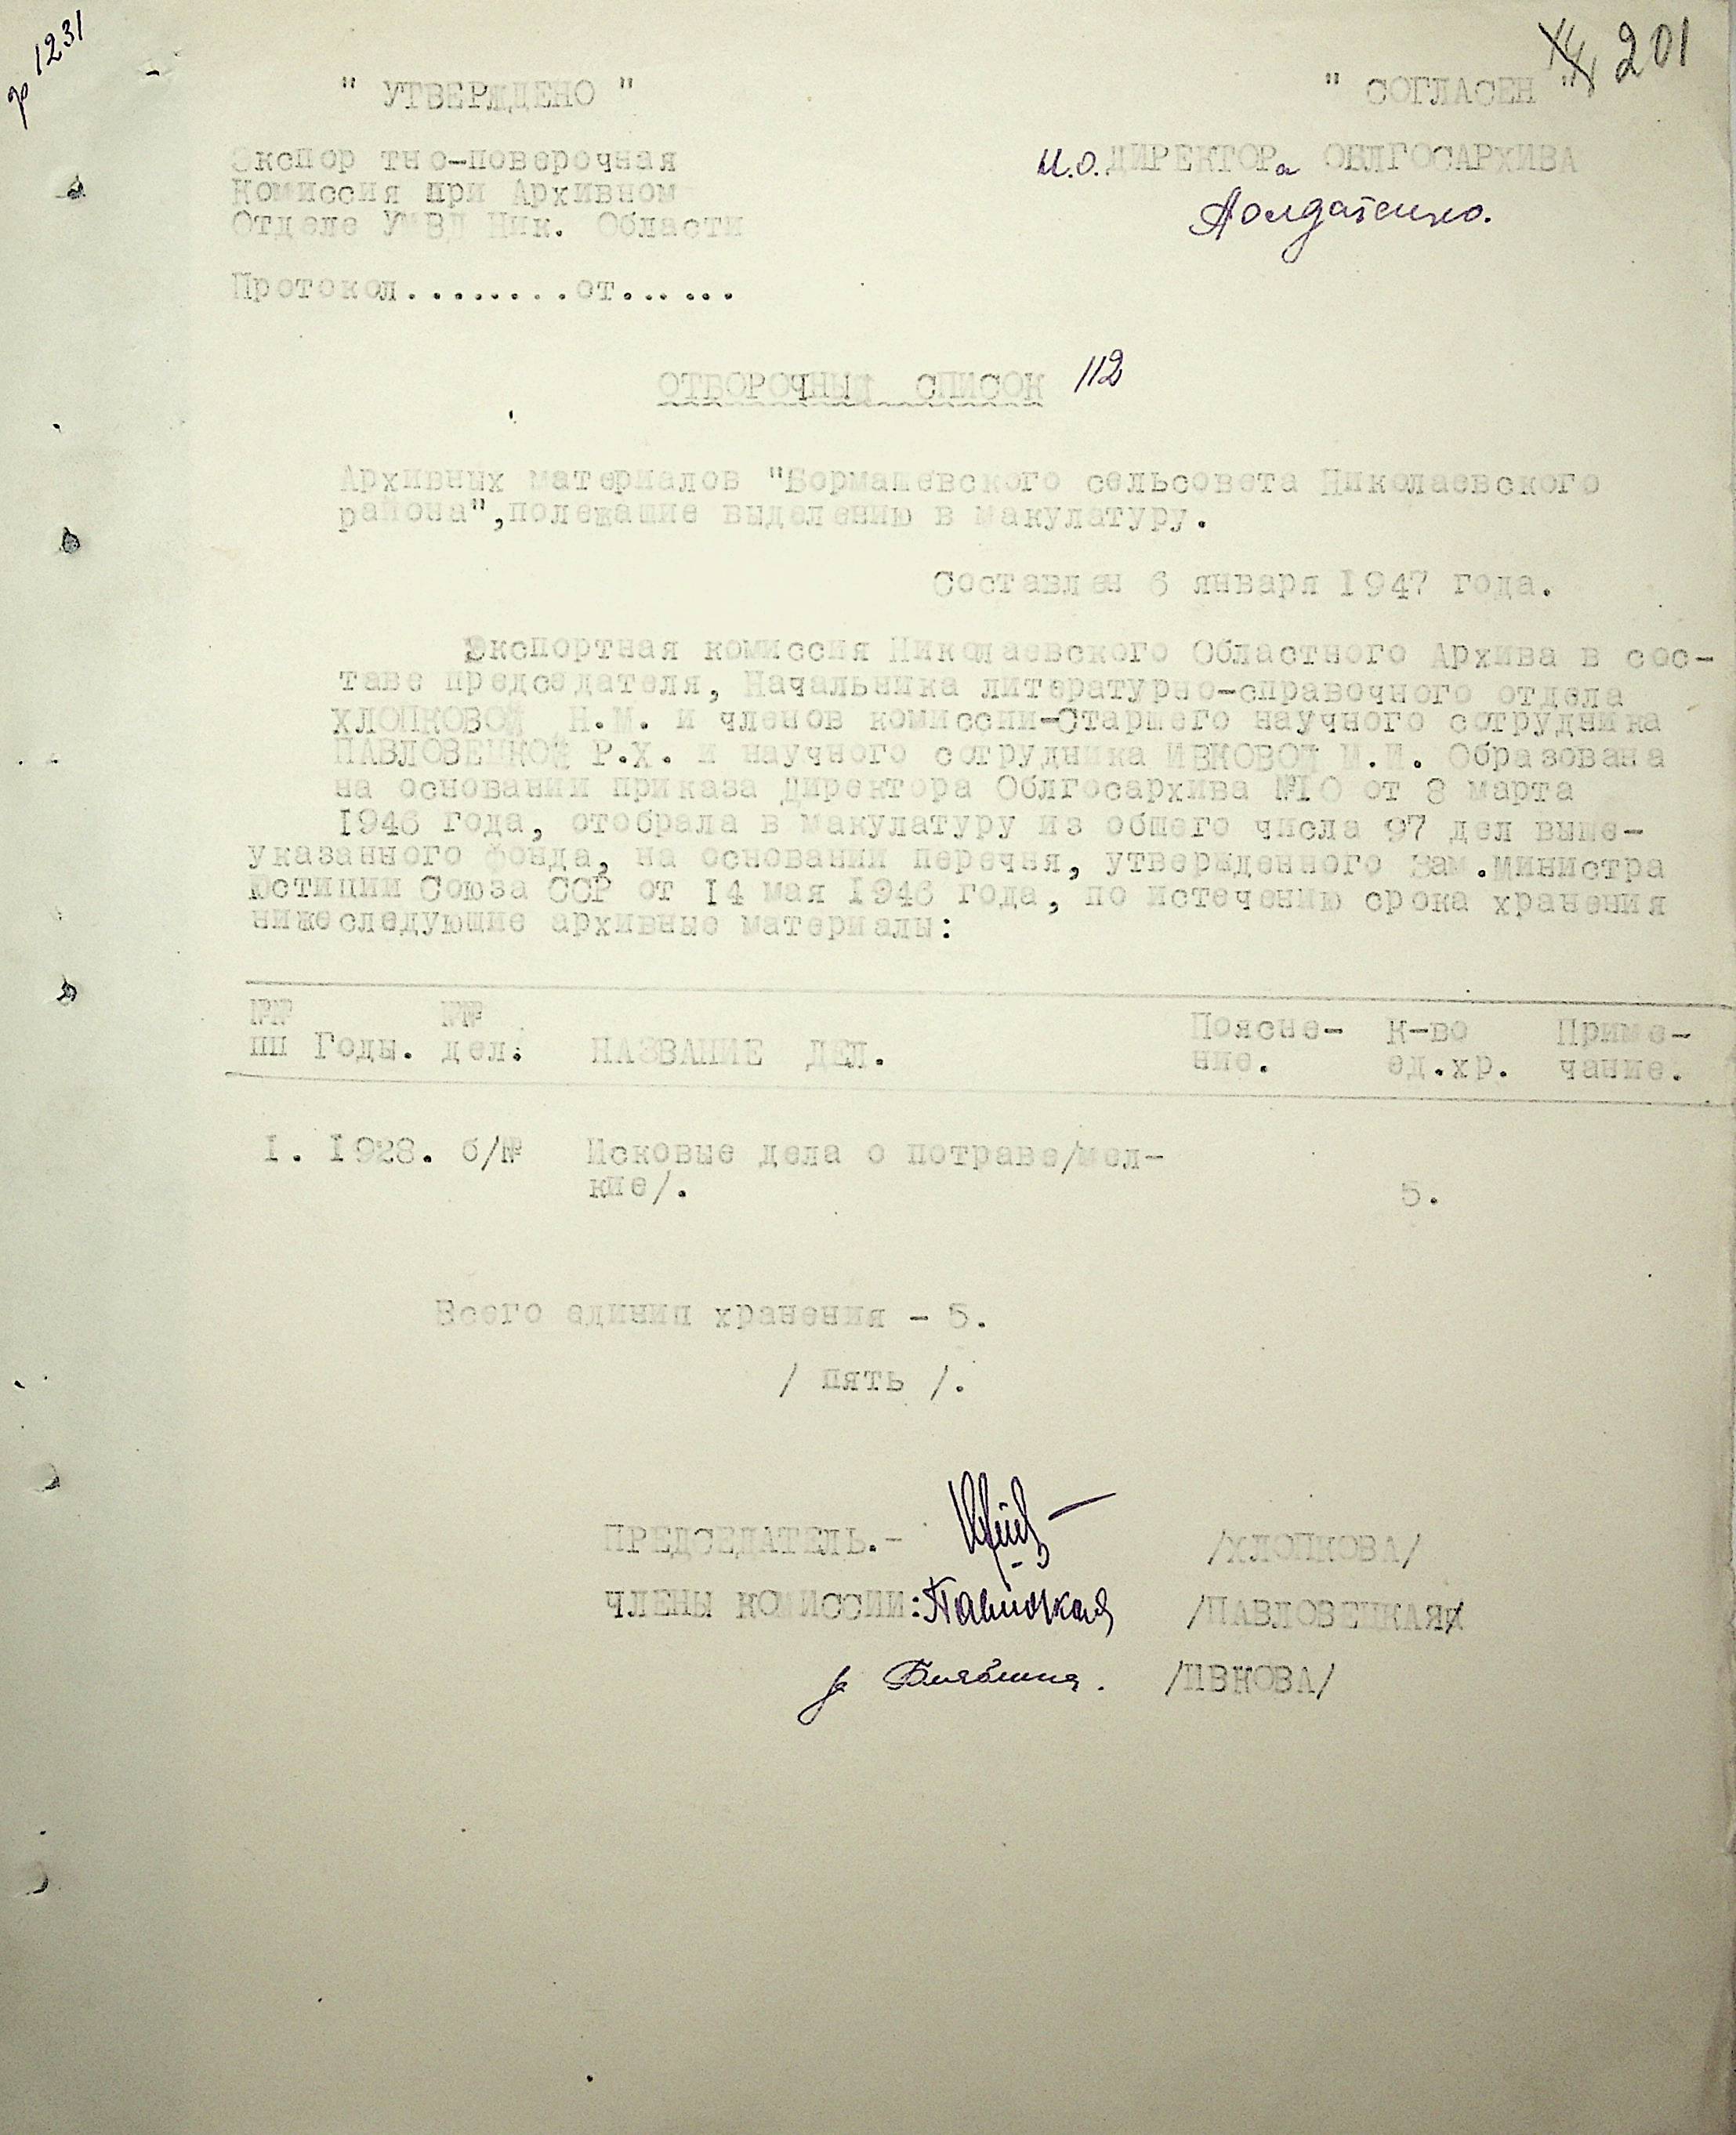 ф 1231
201
" УТВЕРЖДЕНО "
" СОГЛАСЕН "
Экспор тно-поверочная
Комиссия при Архивном
Отделе УМВД Ник. Области
и.о. ДИРЕКТОРа ОБЛГОСАРХИВА
Протокол........от......
ОТБОРОЧНЫЙ СПИСОК 112
Архивных материалов "Вормашевского сельсовета Николаевского
района",полежащие выделению в макулатуру.
Составлен 6 января 1947 года.
Экспортная комиссия Николаевского Областного Архива в сос-
таве председателя, Начальника литературно-справочного отдела
ХЛОПКОВОЙ Н.М. и членов комиссии-Старшего научного сотрудника
ПАВЛОВЕЦКОЙ Р.Х. и научного сотрудника ИВКОВОЙ М.И. Образована
на основании приказа Директора Облгосархива №10 от 8 марта
1946 года, отобрала в макулатуру из общего числа 97 дел выше-
указанного фонда, на основании перечня, утвержденного Зам.министра
юстиции Союза ССР от 14 мая 1946 года, по истечению срока хранения
нижеследующие архивные материалы:
№№ пп Годы. №№ дел: НАЗВАНИЕ ДЕЛ. Поясне-ние. К-во ед.хр. Приме-чание.
1. 1928. б/№ Исковые дела о потраве/мел-
кие/. 5.
Всего единиц хранения - 5.
/ пять /.
ПРЕДСЕДАТЕЛЬ.- /ХЛОПКОВА/
ЧЛЕНЫ КОМИССИИ: /ПАВЛОВЕЦКАЯ/
/ИВКОВА/